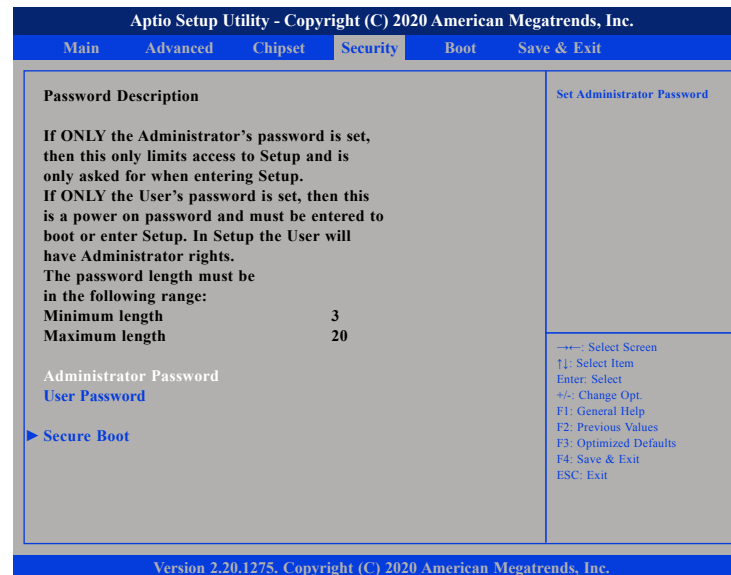 Aptio Setup Utility - Copyright (C) 2020 American Megatrends, Inc.
Main Advanced Chipset Security Boot Save & Exit
Password Description
If ONLY the Administrator’s password is set,
then this only limits access to Setup and is
only asked for when entering Setup.
If ONLY the User’s password is set, then this
is a power on password and must be entered to
boot or enter Setup. In Setup the User will
have Administrator rights.
The password length must be
in the following range:
Minimum length 3
Maximum length 20
Administrator Password
User Password
► Secure Boot
Set Administrator Password
→←: Select Screen
↑↓: Select Item
Enter: Select
+/-: Change Opt.
F1: General Help
F2: Previous Values
F3: Optimized Defaults
F4: Save & Exit
ESC: Exit
Version 2.20.1275. Copyright (C) 2020 American Megatrends, Inc.